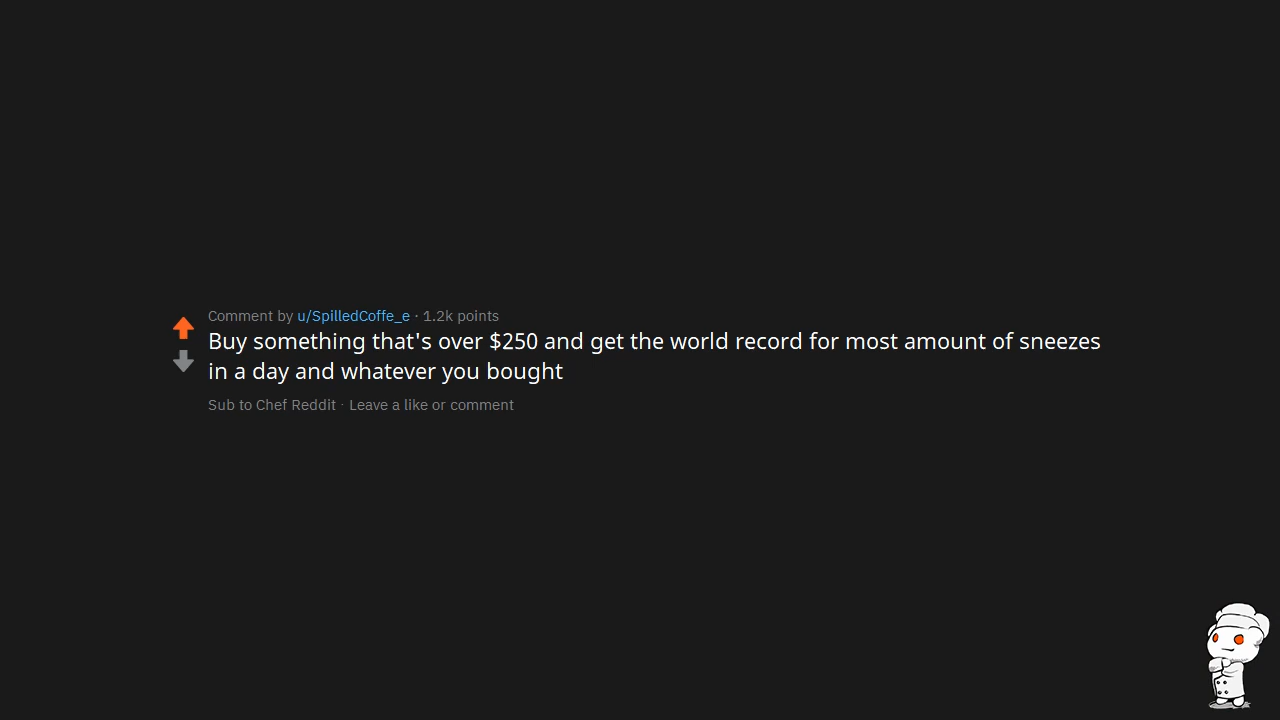 Comment by u/SpilledCoffe_e · 1.2k points
Buy something that's over $250 and get the world record for most amount of sneezes
in a day and whatever you bought
Sub to Chef Reddit · Leave a like or comment